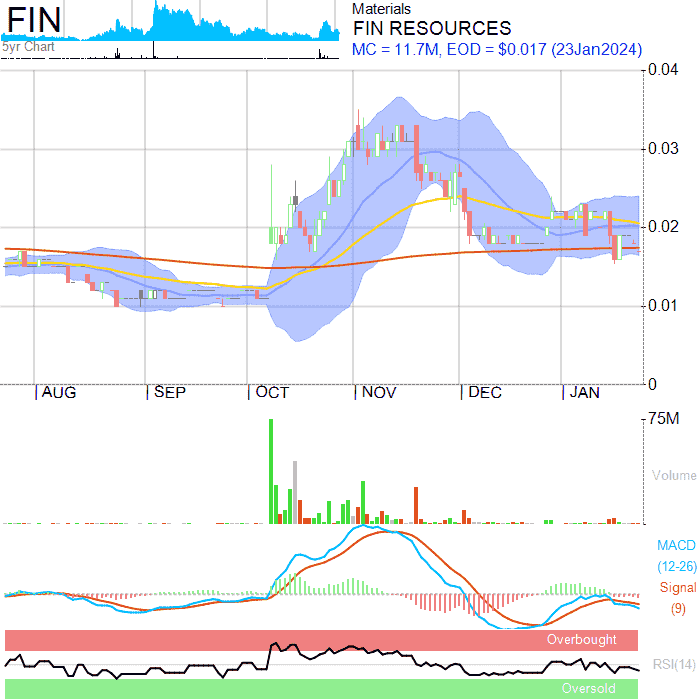 FIN
5yr Chart
Materials
FIN RESOURCES
MC = 11.7M, EOD = $0.017 (23Jan2024)
0.04
0.03
0.02
0.01
0
AUG SEP OCT NOV DEC JAN
75M
Volume
MACD
(12-26)
Signal
(9)
Overbought
RSI(14)
Oversold